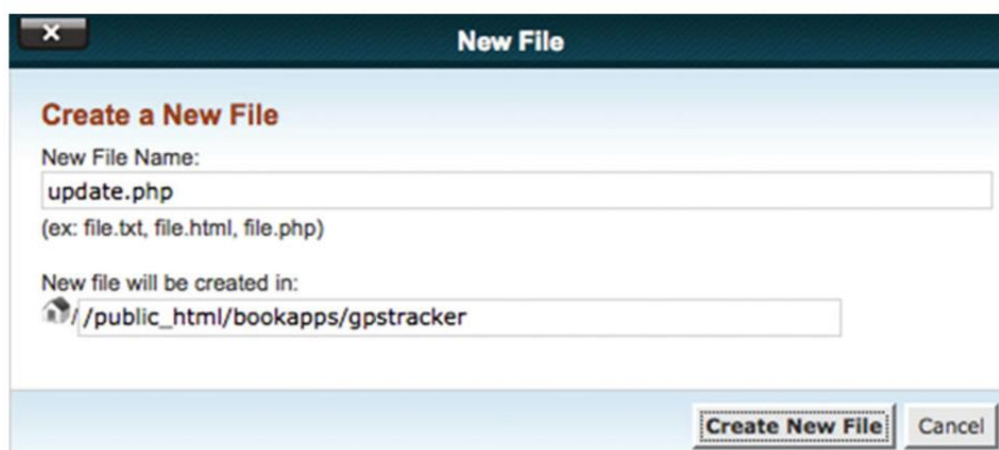 New File
Create a New File
New File Name:
update.php
(ex: file.txt, file.html, file.php)
New file will be created in:
/ /public_html/bookapps/gpstracker
Create New File Cancel